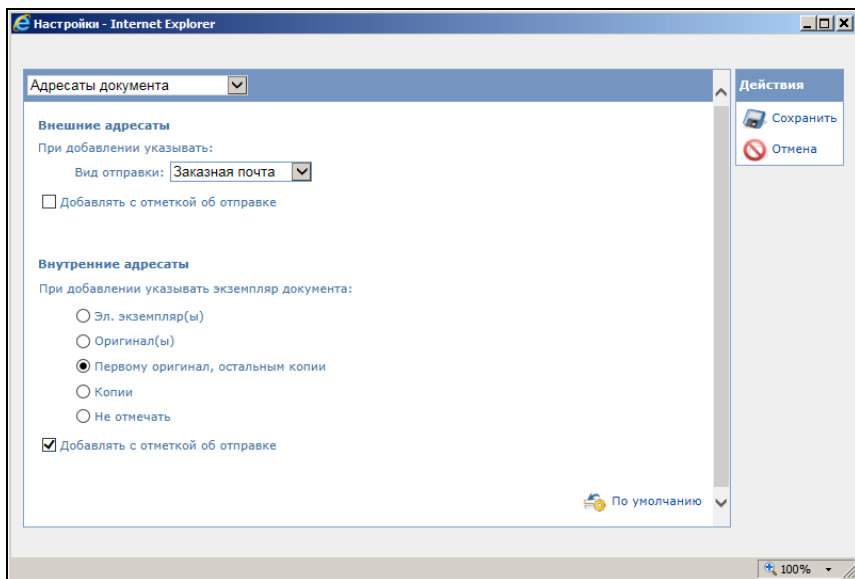 Настройки - Internet Explorer
Адресаты документа
Действия
Сохранить
Отмена
Внешние адресаты
При добавлении указывать:
Вид отправки: Заказная почта
Добавлять с отметкой об отправке
Внутренние адресаты
При добавлении указывать экземпляр документа:
Эл. экземпляр(ы)
Оригинал(ы)
Первому оригинал, остальным копии
Копии
Не отмечать
Добавлять с отметкой об отправке
По умолчанию
100%